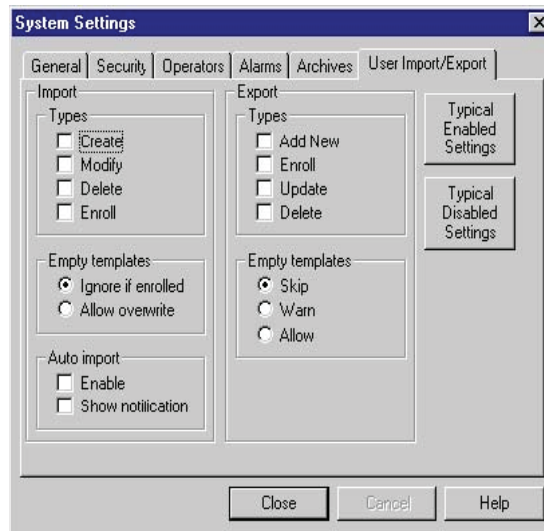 System Settings
General Security Operators Alarms Archives User Import/Export
Import
Types
Create
Modify
Delete
Enroll
Empty templates
Ignore if enrolled
Allow overwrite
Auto import
Enable
Show notification
Export
Types
Add New
Enroll
Update
Delete
Empty templates
Skip
Warn
Allow
Typical
Enabled
Settings
Typical
Disabled
Settings
Close Cancel Help